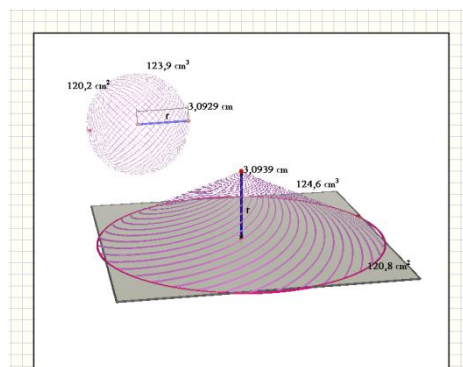 123,9 cm³
120,2 cm²
3,0929 cm
r
3,0939 cm
124,6 cm³
r
120,8 cm²